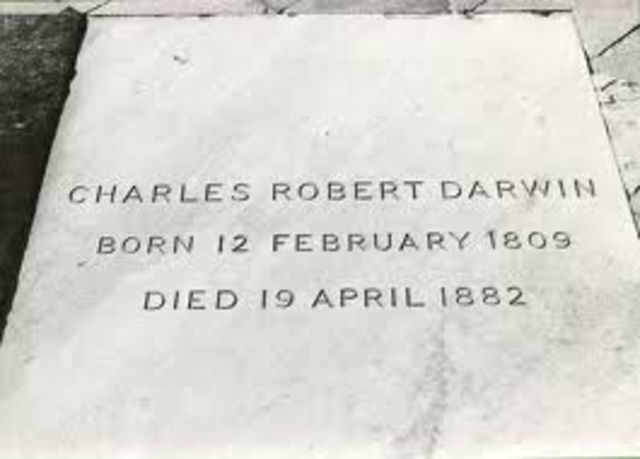 CHARLES ROBERT DARWIN
BORN 12 FEBRUARY 1809
DIED 19 APRIL 1882